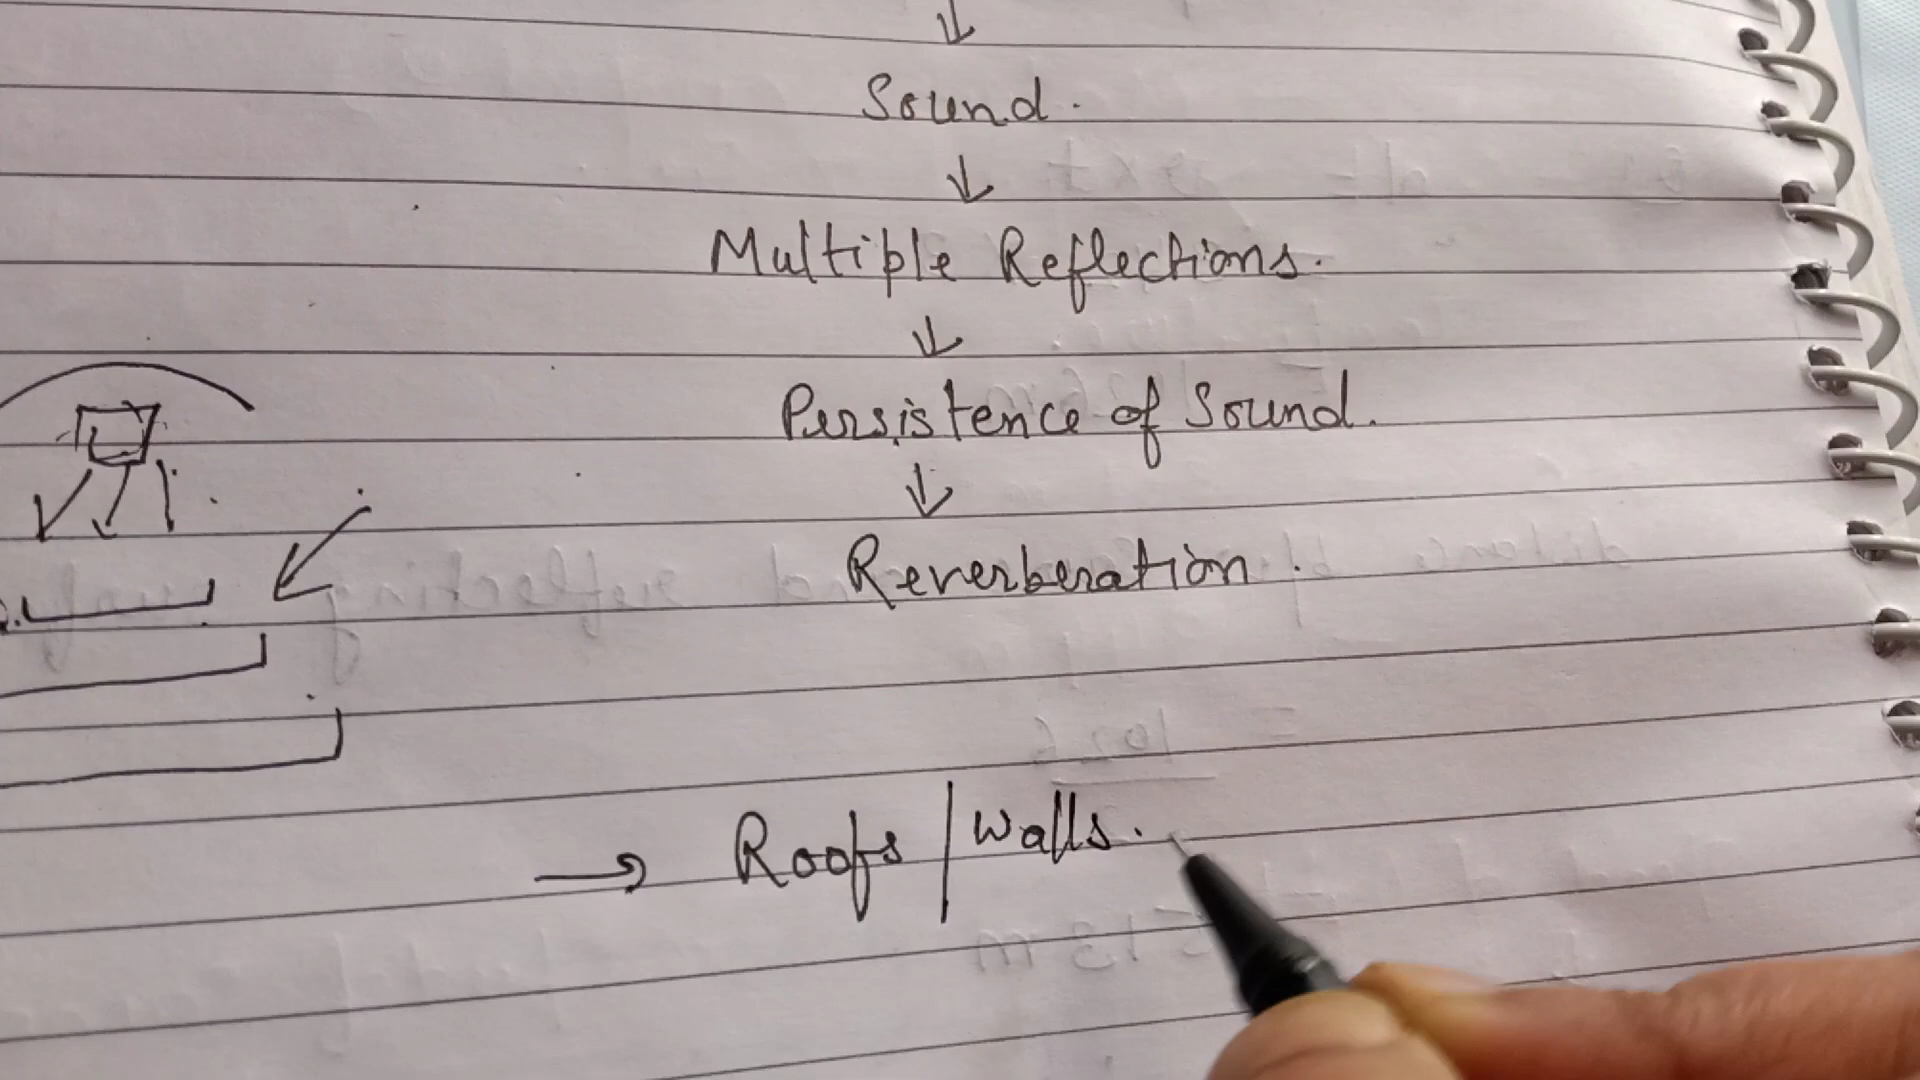 Sound.
Multiple Reflections.
Persistence of Sound.
Reverberation.
→ Roofs / Walls.